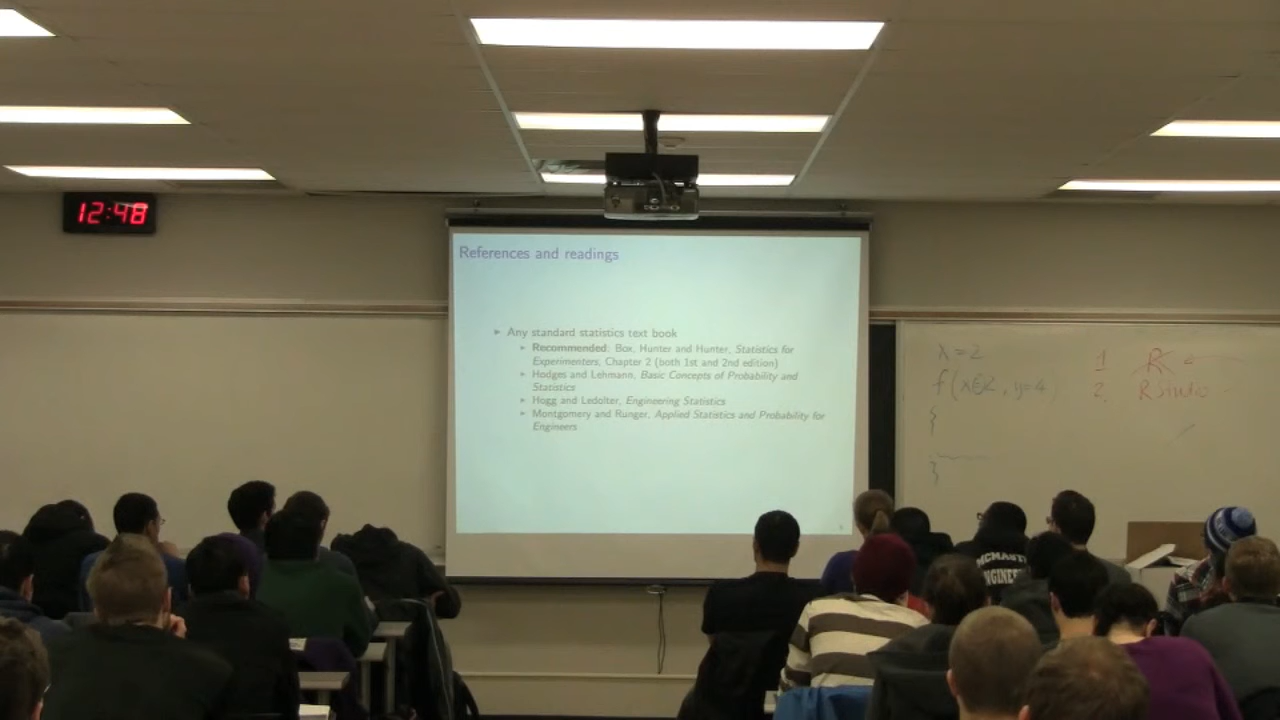 12:48
References and readings
▸ Any standard statistics text book
▸ Recommended: Box, Hunter and Hunter, Statistics for
Experimenters, Chapter 2 (both 1st and 2nd edition)
▸ Hodges and Lehmann, Basic Concepts of Probability and
Statistics
▸ Hogg and Ledolter, Engineering Statistics
▸ Montgomery and Runger, Applied Statistics and Probability for
Engineers
x=2
f(x=2, y=4)
{
}
1 R
2.